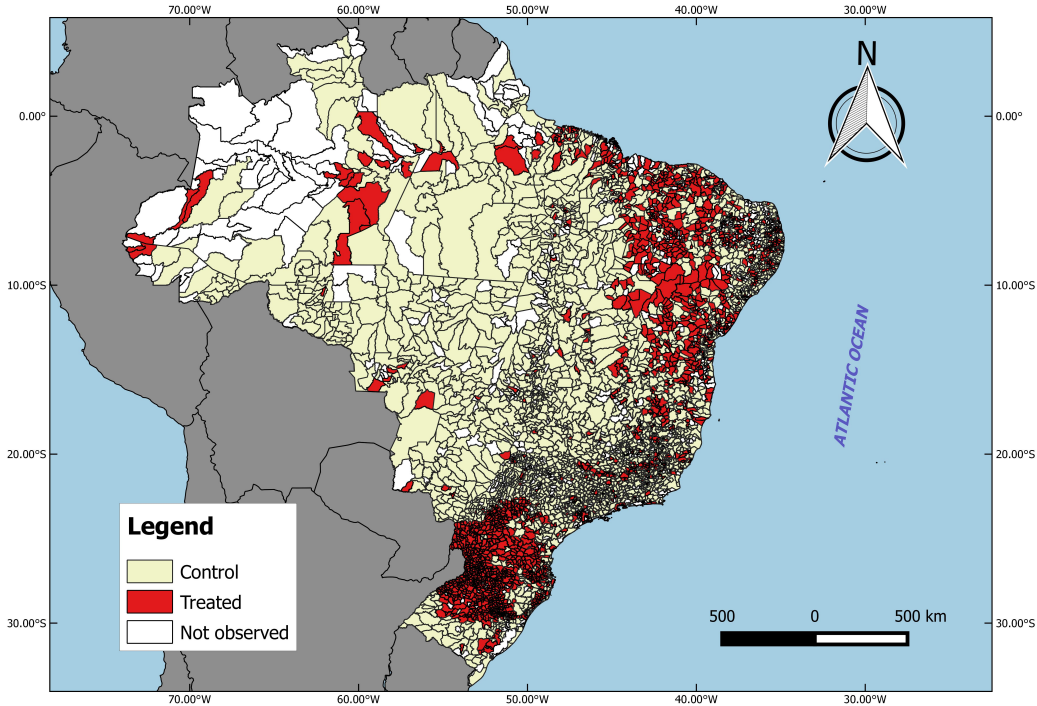 70.00°W 60.00°W 50.00°W 40.00°W 30.00°W
N
0.00° 0.00°
10.00°S 10.00°S
ATLANTIC OCEAN
20.00°S 20.00°S
Legend
Control
Treated
Not observed
500 0 500 km
30.00°S 30.00°S
70.00°W 60.00°W 50.00°W 40.00°W 30.00°W